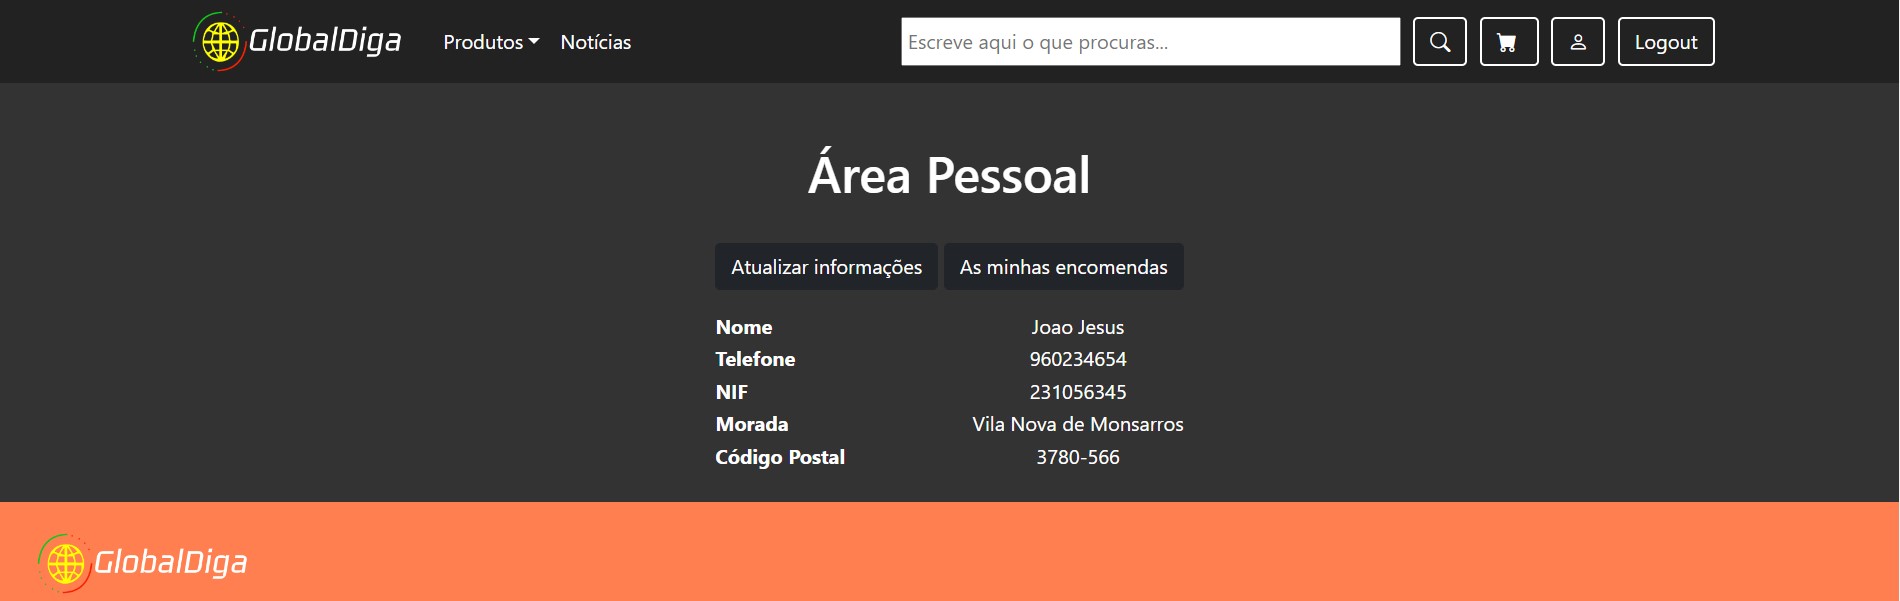 GlobalDiga Produtos Notícias Escreve aqui o que procuras... Logout
Área Pessoal
Atualizar informações As minhas encomendas
Nome Joao Jesus
Telefone 960234654
NIF 231056345
Morada Vila Nova de Monsarros
Código Postal 3780-566
GlobalDiga